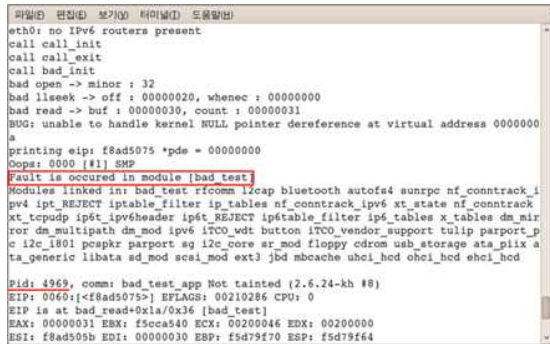 파일(F) 편집(E) 보기(V) 터미널(T) 도움말(H)
eth0: no IPv6 routers present
call call_init
call call_exit
call bad_init
bad open -> minor : 32
bad llseek -> off : 00000020, whenec : 00000000
bad read -> buf : 00000030, count : 00000031
BUG: unable to handle kernel NULL pointer dereference at virtual address 0000000
a
printing eip: f8ad5075 *pde = 00000000
Oops: 0000 [#1] SMP
Fault is occured in module [bad_test]
Modules linked in: bad_test rfcomm l2cap bluetooth autofs4 sunrpc nf_conntrack_i
pv4 ipt_REJECT iptable_filter ip_tables nf_conntrack_ipv6 xt_state nf_conntrack
xt_tcpudp ip6t_ipv6header ip6t_REJECT ip6table_filter ip6_tables x_tables dm_mir
ror dm_multipath dm_mod ipv6 iTCO_wdt button iTCO_vendor_support tulip parport_p
c i2c_i801 pcspkr parport sg i2c_core sr_mod floppy cdrom usb_storage ata_piix a
ta_generic libata sd_mod scsi_mod ext3 jbd mbcache uhci_hcd ohci_hcd ehci_hcd
Pid: 4969, comm: bad_test_app Not tainted (2.6.24-kh #8)
EIP: 0060:[<f8ad5075>] EFLAGS: 00210286 CPU: 0
EIP is at bad_read+0x1a/0x36 [bad_test]
EAX: 00000031 EBX: f5cca540 ECX: 00200046 EDX: 00200000
ESI: f8ad505b EDI: 00000030 EBP: f5d79f70 ESP: f5d79f64